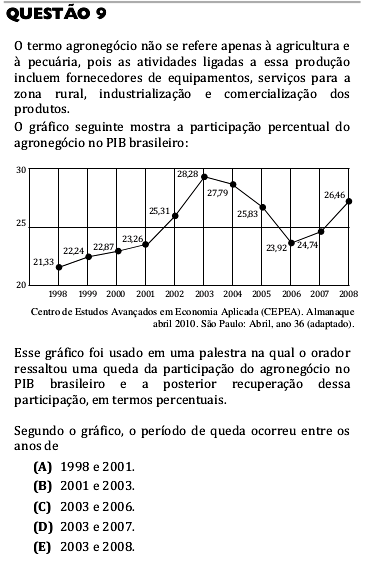 QUESTÃO 9
O termo agronegócio não se refere apenas à agricultura e
à pecuária, pois as atividades ligadas a essa produção
incluem fornecedores de equipamentos, serviços para a
zona rural, industrialização e comercialização dos
produtos.
O gráfico seguinte mostra a participação percentual do
agronegócio no PIB brasileiro:
30
25
20
21,33
22,24
22,87
23,26
25,31
28,28
27,79
25,83
23,92
24,74
26,46
1998 1999 2000 2001 2002 2003 2004 2005 2006 2007 2008
Centro de Estudos Avançados em Economia Aplicada (CEPEA). Almanaque
abril 2010. São Paulo: Abril, ano 36 (adaptado).
Esse gráfico foi usado em uma palestra na qual o orador
ressaltou uma queda da participação do agronegócio no
PIB brasileiro e a posterior recuperação dessa
participação, em termos percentuais.
Segundo o gráfico, o período de queda ocorreu entre os
anos de
(A) 1998 e 2001.
(B) 2001 e 2003.
(C) 2003 e 2006.
(D) 2003 e 2007.
(E) 2003 e 2008.